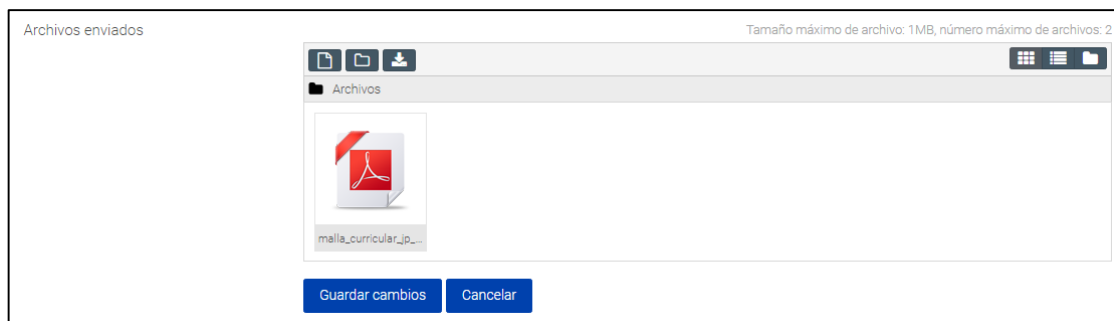 Archivos enviados
Tamaño máximo de archivo: 1MB, número máximo de archivos: 2
Archivos
malla_curricular_jp_...
Guardar cambios
Cancelar